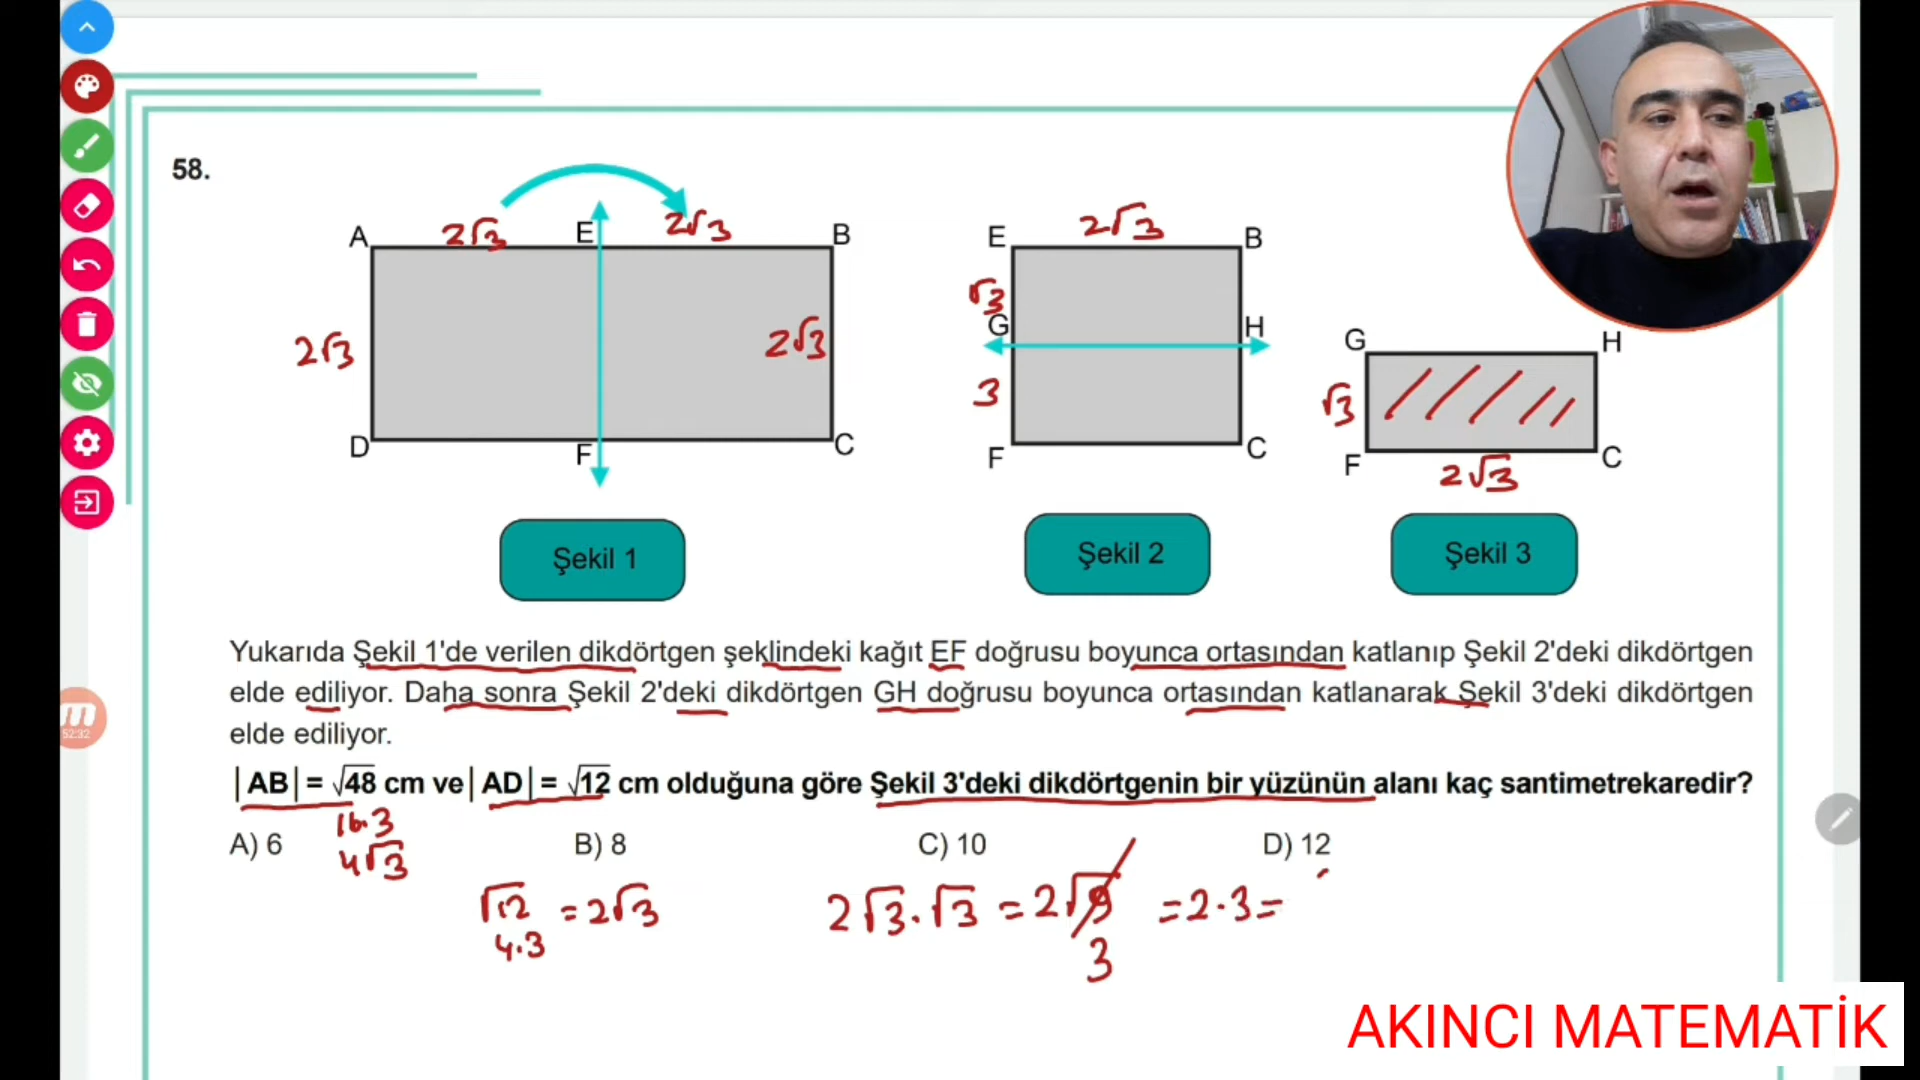 58.
A 2√3 E 2√3 B
2√3 2√3
D F C
Şekil 1
E 2√3 B
√3
G H
3
F C
Şekil 2
G H
√3
F 2√3 C
Şekil 3
Yukarıda Şekil 1'de verilen dikdörtgen şeklindeki kağıt EF doğrusu boyunca ortasından katlanıp Şekil 2'deki dikdörtgen
elde ediliyor. Daha sonra Şekil 2'deki dikdörtgen GH doğrusu boyunca ortasından katlanarak Şekil 3'deki dikdörtgen
elde ediliyor.
|AB| = √48 cm ve |AD| = √12 cm olduğuna göre Şekil 3'deki dikdörtgenin bir yüzünün alanı kaç santimetrekaredir?
16.3
A) 6 B) 8 C) 10 D) 12
4√3
√12 = 2√3
4.3
2√3 . √3 = 2√9 = 2.3 =
3
52:32
AKINCI MATEMATİK